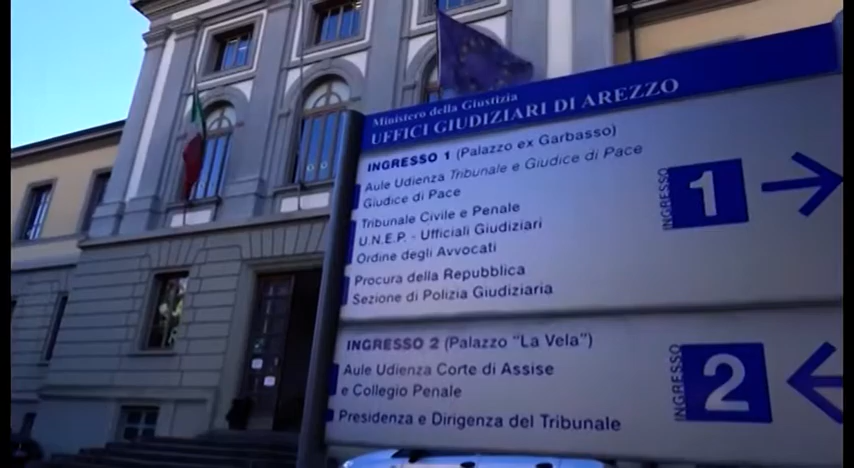 Ministero della Giustizia
UFFICI GIUDIZIARI DI AREZZO
INGRESSO 1 (Palazzo ex Garbasso)
Aule Udienza Tribunale e Giudice di Pace
Giudice di Pace
Tribunale Civile e Penale
U.N.E.P. - Ufficiali Giudiziari
Ordine degli Avvocati
Procura della Repubblica
Sezione di Polizia Giudiziaria
INGRESSO 1
INGRESSO 2 (Palazzo "La Vela")
Aule Udienza Corte di Assise
e Collegio Penale
Presidenza e Dirigenza del Tribunale
INGRESSO 2